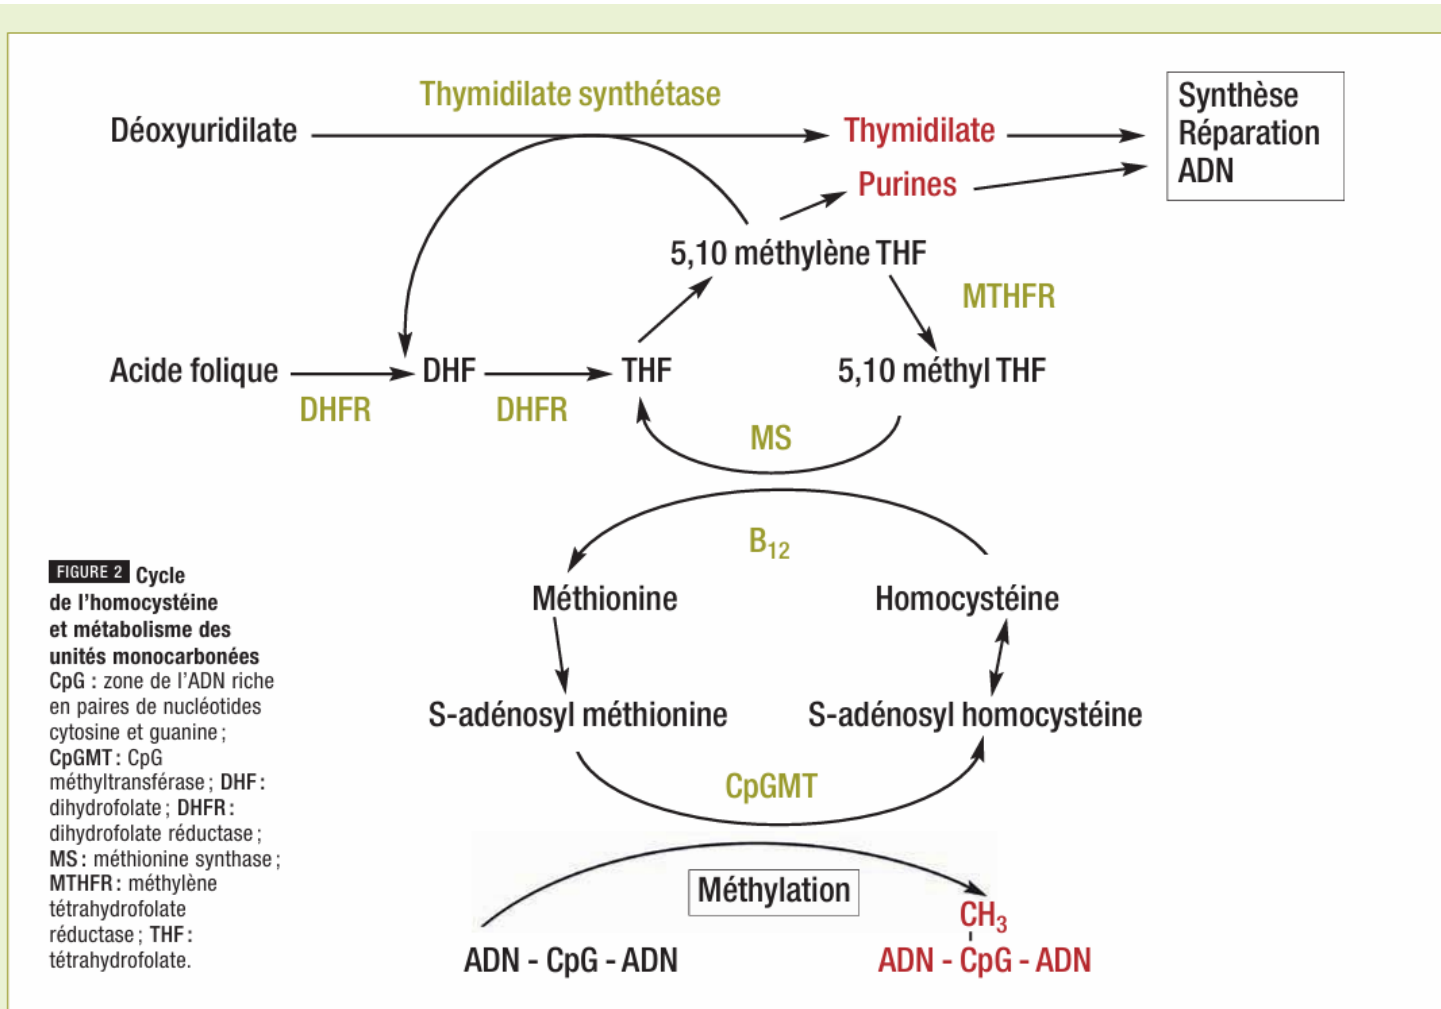 Thymidilate synthétase
Déoxyuridilate
Thymidilate
Purines
Synthèse
Réparation
ADN
5,10 méthylène THF
MTHFR
Acide folique
DHF
THF
5,10 méthyl THF
DHFR
DHFR
MS
B12
Méthionine
Homocystéine
S-adénosyl méthionine
S-adénosyl homocystéine
CpGMT
Méthylation
CH3
ADN - CpG - ADN
ADN - CpG - ADN
FIGURE 2 Cycle
de l'homocystéine
et métabolisme des
unités monocarbonées
CpG : zone de l'ADN riche
en paires de nucléotides
cytosine et guanine ;
CpGMT : CpG
méthyltransférase ; DHF :
dihydrofolate ; DHFR :
dihydrofolate réductase ;
MS : méthionine synthase ;
MTHFR : méthylène
tétrahydrofolate
réductase ; THF :
tétrahydrofolate.